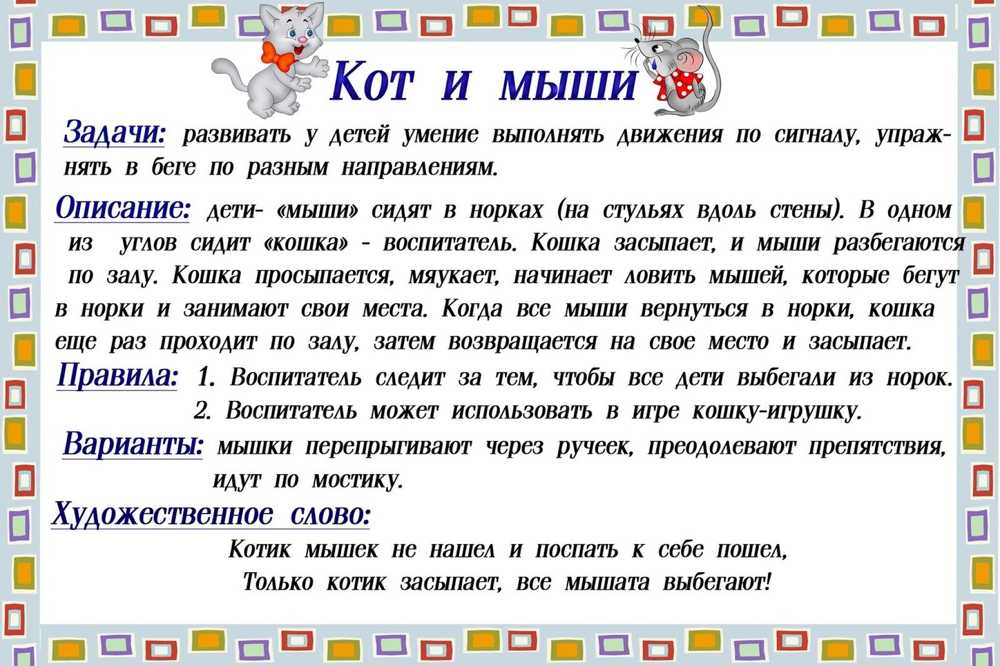 Кот и мыши
Задачи: развивать у детей умение выполнять движения по сигналу, упраж-
нять в беге по разным направлениям.
Описание: дети- «мыши» сидят в норках (на стульях вдоль стены). В одном
из углов сидит «кошка» - воспитатель. Кошка засыпает, и мыши разбегаются
по залу. Кошка просыпается, мяукает, начинает ловить мышей, которые бегут
в норки и занимают свои места. Когда все мыши вернуться в норки, кошка
еще раз проходит по залу, затем возвращается на свое место и засыпает.
Правила: 1. Воспитатель следит за тем, чтобы все дети выбегали из норок.
2. Воспитатель может использовать в игре кошку-игрушку.
Варианты: мышки перепрыгивают через ручеек, преодолевают препятствия,
идут по мостику.
Художественное слово:
Котик мышек не нашел и поспать к себе пошел,
Только котик засыпает, все мышата выбегают!